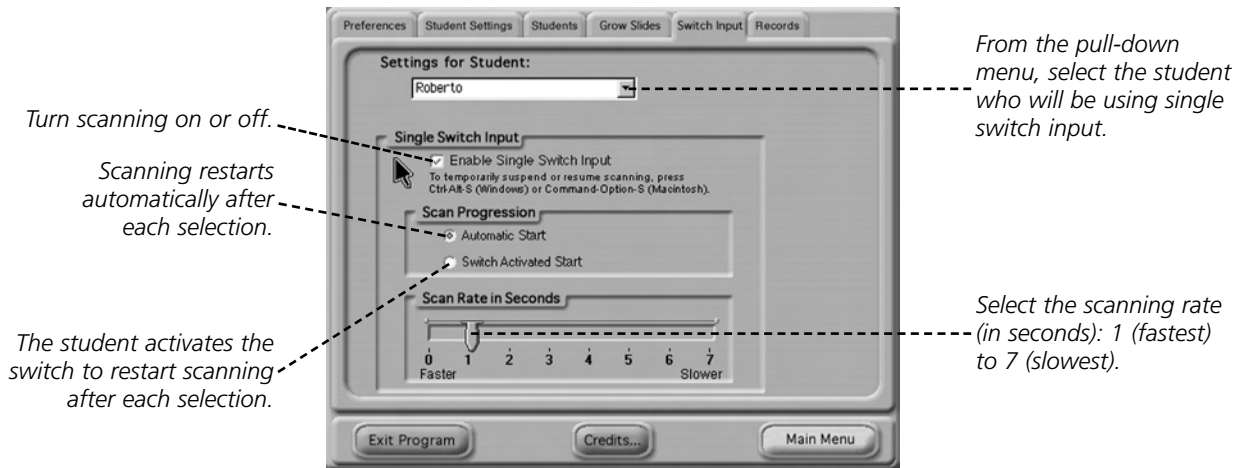 Preferences Student Settings Students Grow Slides Switch Input Records
Settings for Student:
Roberto
Single Switch Input
Enable Single Switch Input
To temporarily suspend or resume scanning, press
Ctrl-Alt-S (Windows) or Command-Option-S (Macintosh).
Scan Progression
Automatic Start
Switch Activated Start
Scan Rate in Seconds
0 1 2 3 4 5 6 7
Faster Slower
Exit Program Credits... Main Menu
Turn scanning on or off.
Scanning restarts
automatically after
each selection.
The student activates the
switch to restart scanning
after each selection.
From the pull-down
menu, select the student
who will be using single
switch input.
Select the scanning rate
(in seconds): 1 (fastest)
to 7 (slowest).